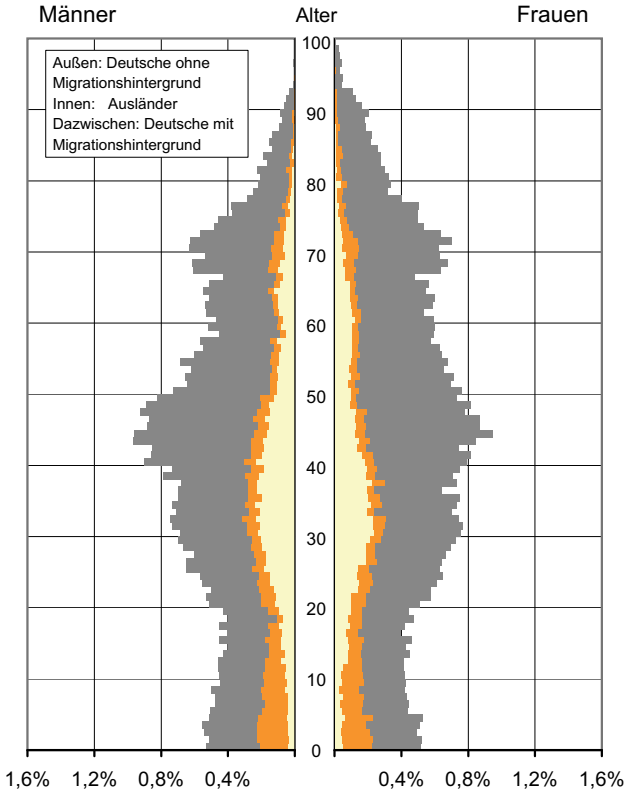 Männer Alter Frauen
Außen: Deutsche ohne
Migrationshintergrund
Innen: Ausländer
Dazwischen: Deutsche mit
Migrationshintergrund
100
90
80
70
60
50
40
30
20
10
0
1,6% 1,2% 0,8% 0,4% 0,4% 0,8% 1,2% 1,6%